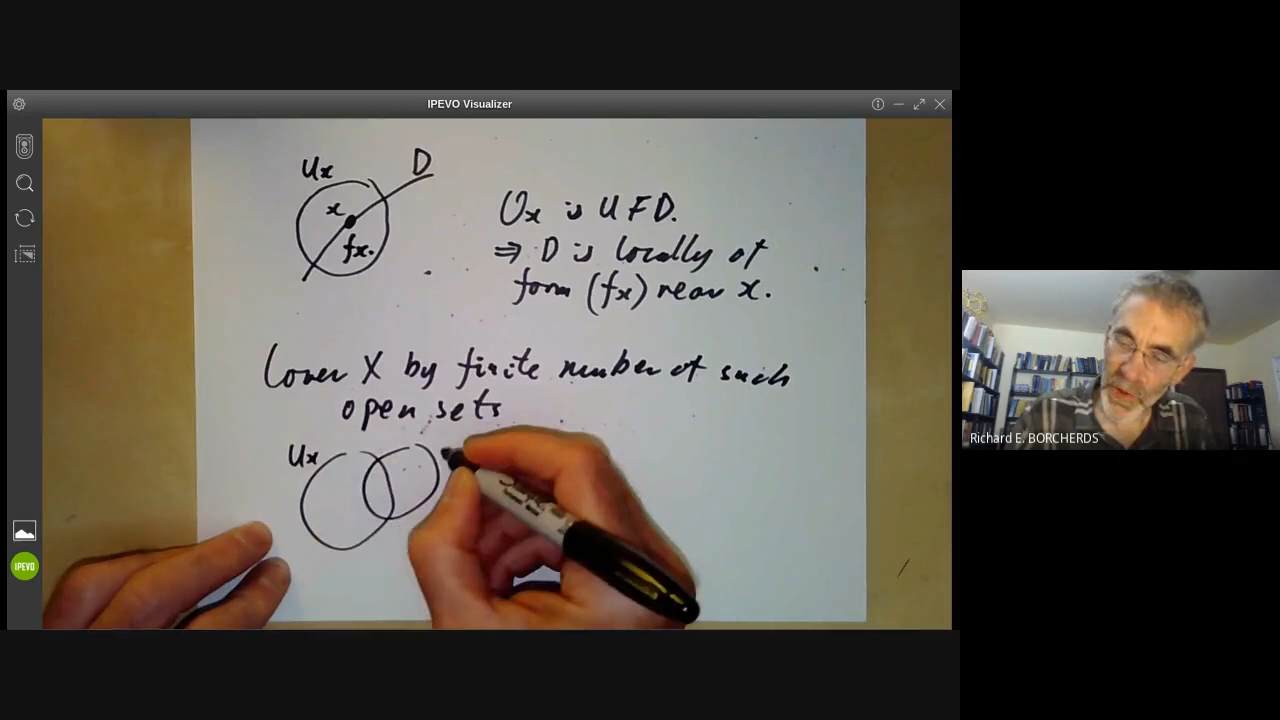 IPEVO Visualizer
Ux
D
x
fx.
Ox is UFD.
⇒ D is locally of
form (fx) near x.
Cover X by finite number of such
open sets
Ux
IPEVO
Richard E. BORCHERDS